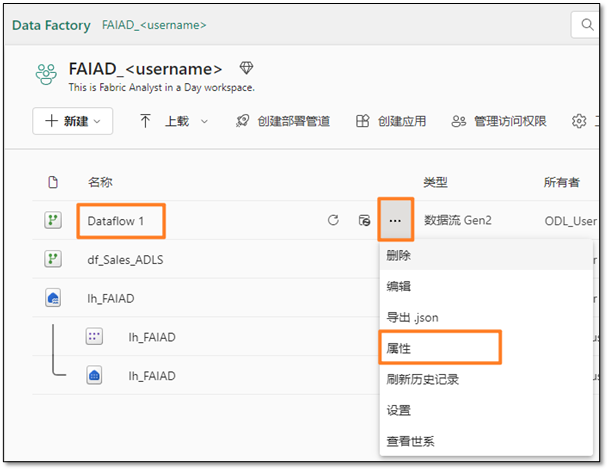 Data Factory FAIAD_<username>
FAIAD_<username>
This is Fabric Analyst in a Day workspace.
新建 上载 创建部署管道 创建应用 管理访问权限
名称 类型 所有者
Dataflow 1 数据流 Gen2 ODL_User
df_Sales_ADLS
lh_FAIAD
lh_FAIAD
lh_FAIAD
删除
编辑
导出 .json
属性
刷新历史记录
设置
查看世系